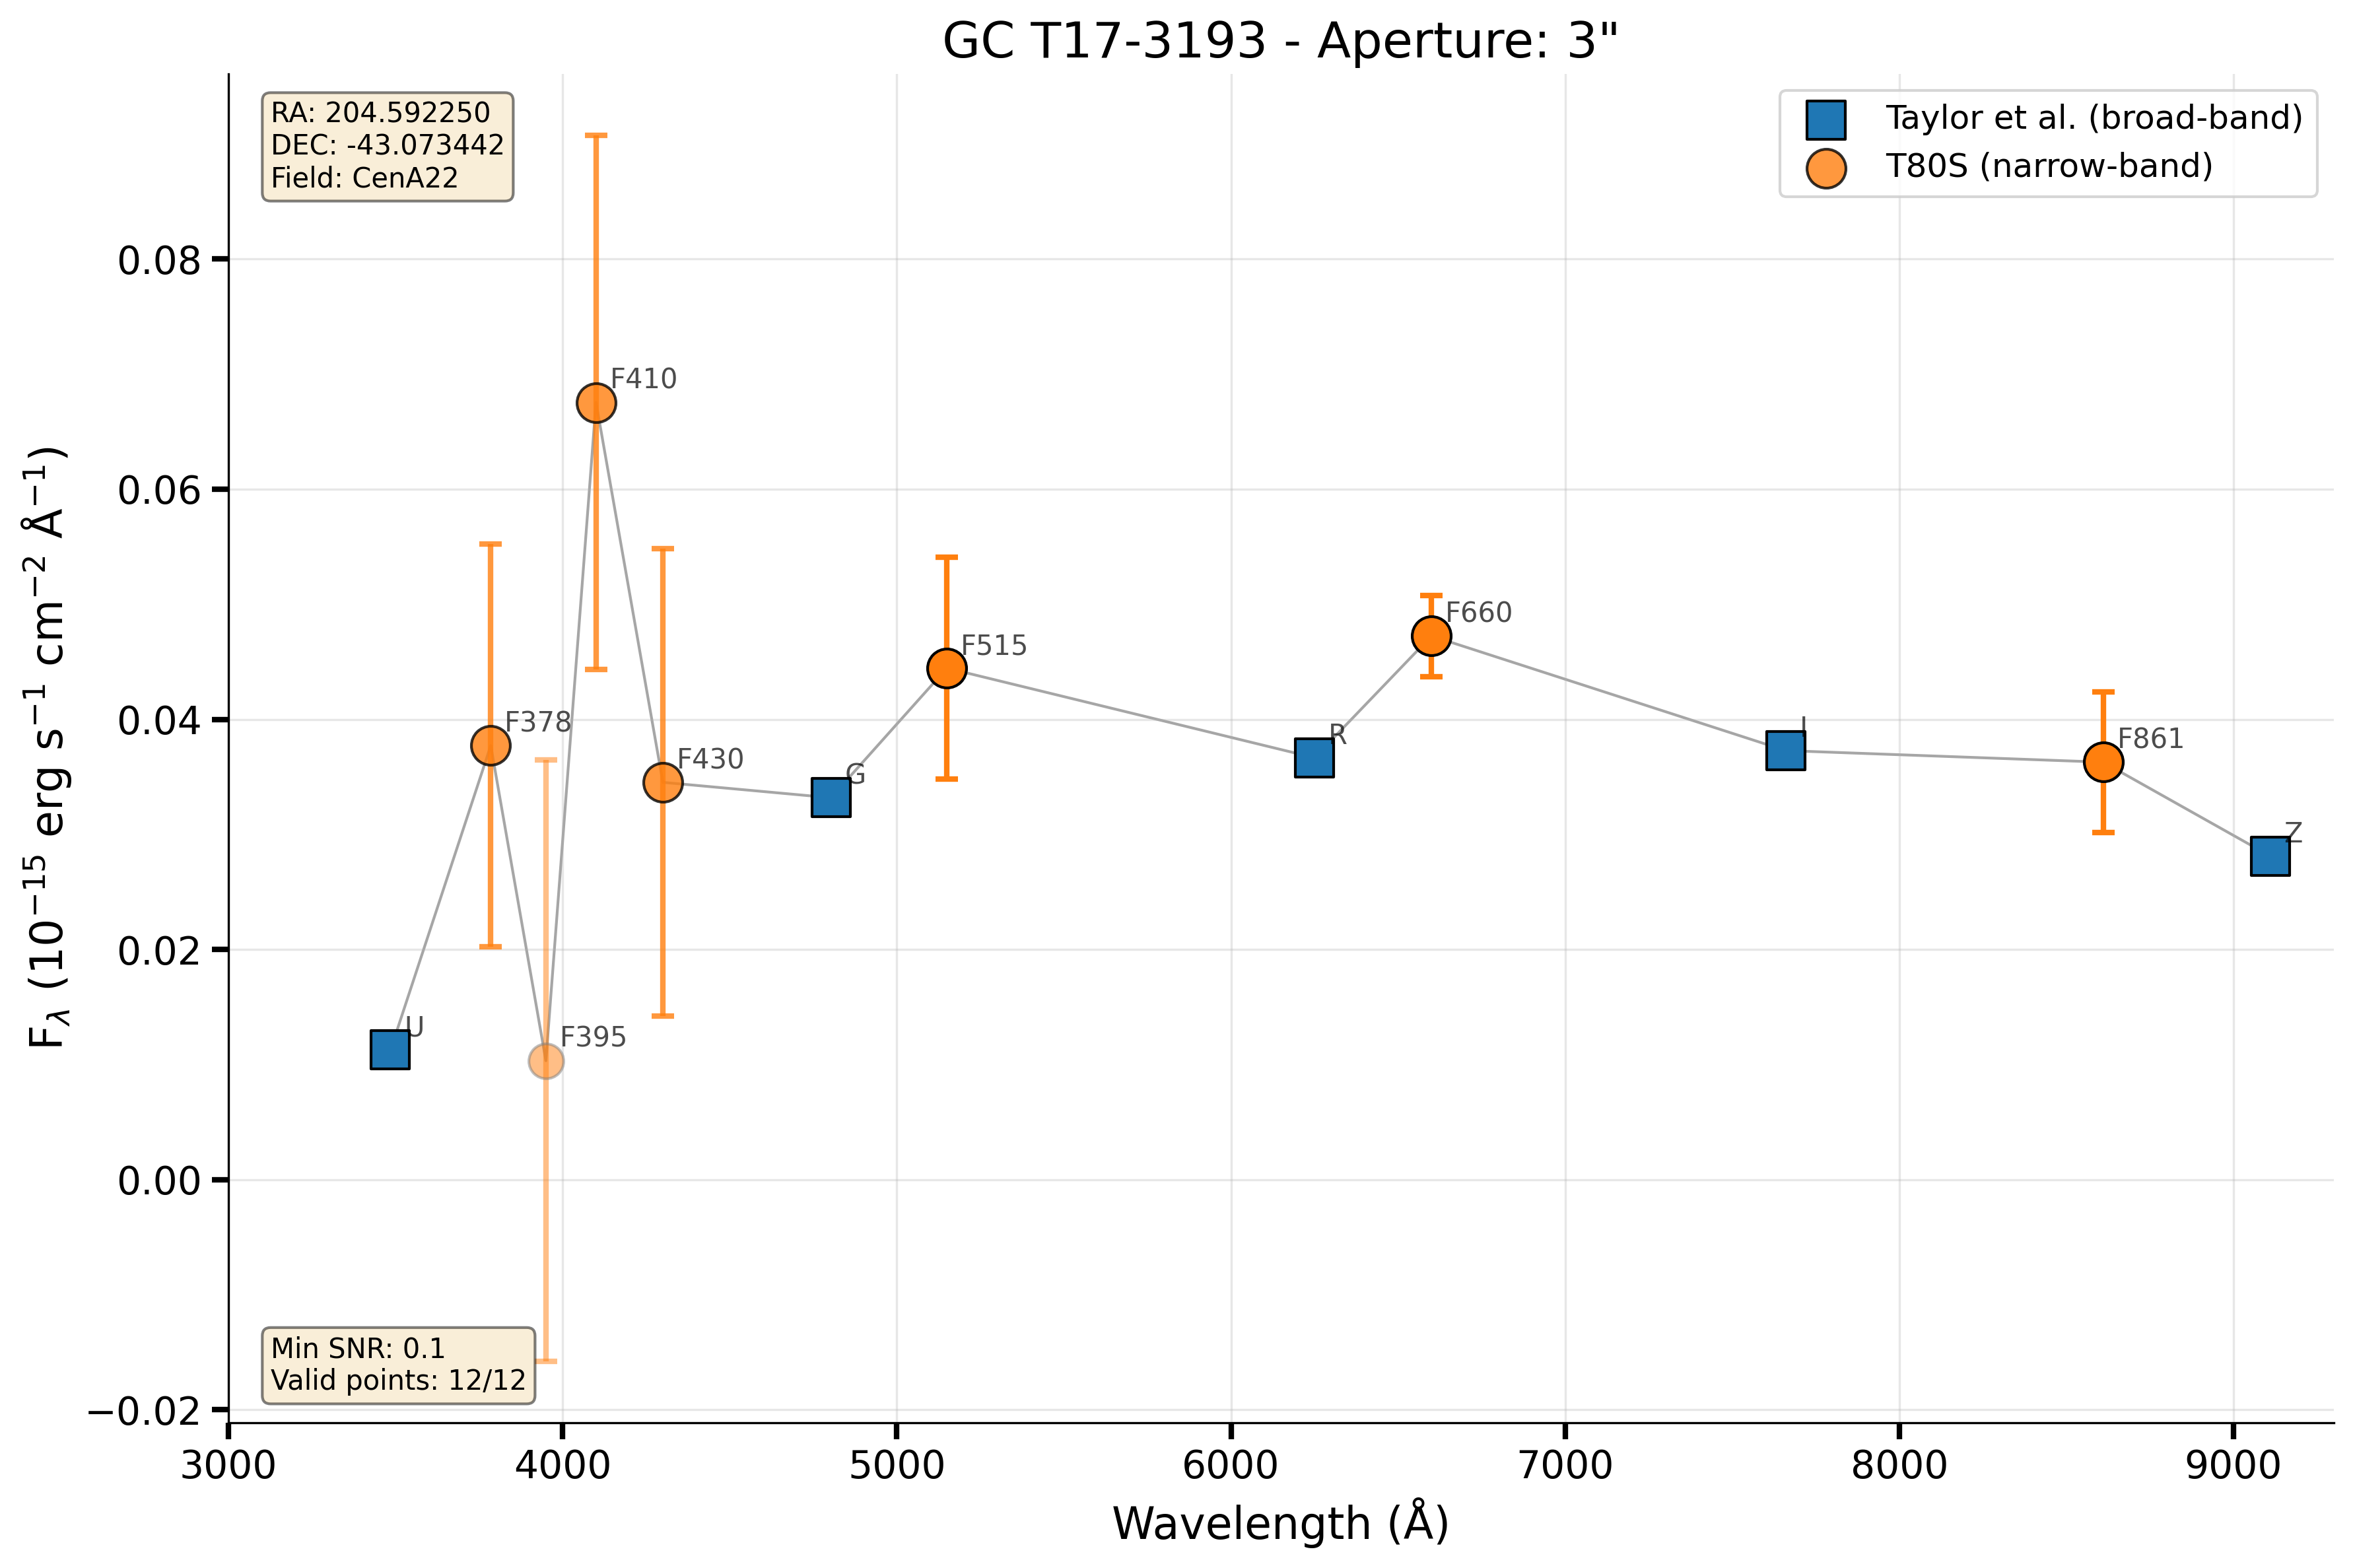 GC T17-3193 - Aperture: 3"
RA: 204.592250
DEC: -43.073442
Field: CenA22
Taylor et al. (broad-band)
T80S (narrow-band)
F410
F378
F395
F430
F515
F660
F861
U
G
R
I
Z
0.08
0.06
0.04
0.02
0.00
−0.02
F$_λ$ (10⁻¹⁵ erg s⁻¹ cm⁻² Å⁻¹)
Min SNR: 0.1
Valid points: 12/12
3000 4000 5000 6000 7000 8000 9000
Wavelength (Å)